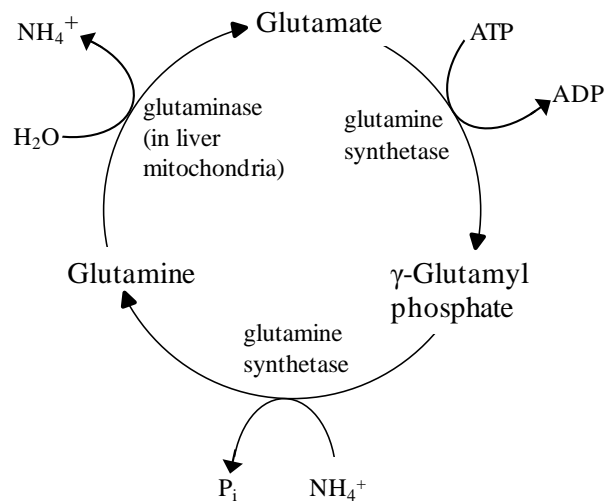 NH₄⁺
Glutamate
ATP
ADP
glutaminase
(in liver
mitochondria)
H₂O
glutamine
synthetase
Glutamine
γ-Glutamyl
phosphate
glutamine
synthetase
Pᵢ
NH₄⁺